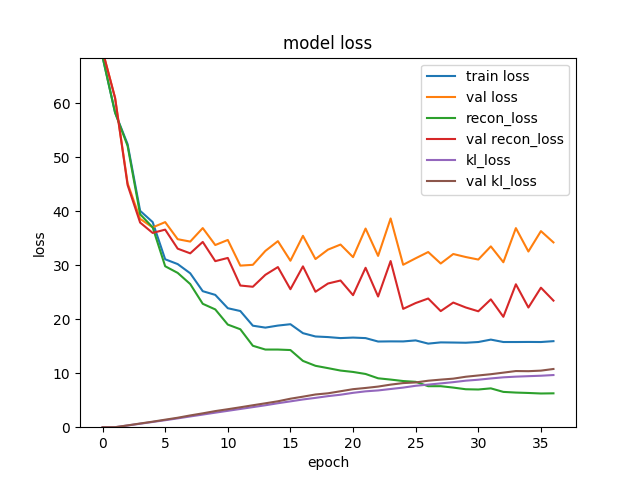 model loss
train loss
val loss
recon_loss
val recon_loss
kl_loss
val kl_loss
loss
60
50
40
30
20
10
0
0 5 10 15 20 25 30 35
epoch